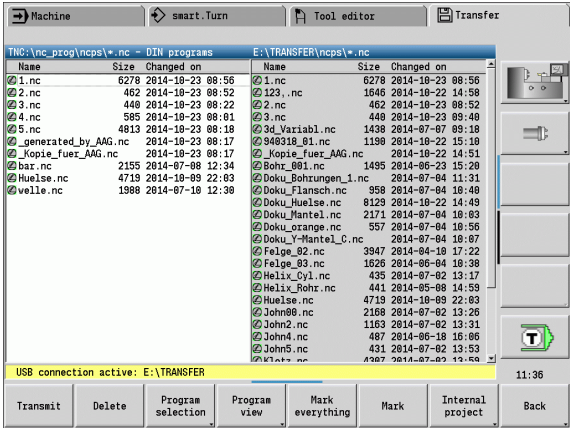 Machine smart.Turn Tool editor Transfer
TNC:\nc_prog\ncps\*.nc - DIN programs
Name Size Changed on
1.nc 6278 2014-10-23 08:56
2.nc 462 2014-10-23 08:52
3.nc 440 2014-10-23 08:22
4.nc 585 2014-10-23 08:01
5.nc 4813 2014-10-23 08:18
_generated_by_AAG.nc 2014-10-23 08:17
_Kopie_fuer_AAG.nc 2014-10-23 08:17
bar.nc 2155 2014-07-08 12:34
Huelse.nc 4719 2014-10-09 22:03
welle.nc 1988 2014-07-10 12:30
E:\TRANSFER\ncps\*.nc
Name Size Changed on
1.nc 6278 2014-10-23 08:56
123,.nc 1646 2014-10-22 14:58
2.nc 462 2014-10-23 08:52
3.nc 440 2014-10-23 09:40
3d_Variabl.nc 1438 2014-07-07 09:18
940318_01.nc 1190 2014-10-22 15:10
_Kopie_fuer_AAG.nc 2014-10-22 14:51
Bohr_001.nc 1495 2014-06-23 15:20
Doku_Bohrungen_1.nc 2014-07-04 11:31
Doku_Flansch.nc 958 2014-07-04 10:40
Doku_Huelse.nc 8129 2014-10-22 14:49
Doku_Mantel.nc 2171 2014-07-04 10:03
Doku_orange.nc 557 2014-07-04 10:56
Doku_Y-Mantel_C.nc 2014-07-04 10:07
Felge_02.nc 3947 2014-04-10 17:22
Felge_03.nc 1626 2014-06-04 10:38
Helix_Cyl.nc 435 2014-07-02 13:17
Helix_Rohr.nc 441 2014-05-08 14:59
Huelse.nc 4719 2014-10-09 22:03
John00.nc 2168 2014-07-02 13:26
John2.nc 1163 2014-07-02 13:31
John4.nc 487 2014-06-18 16:06
John5.nc 431 2014-07-02 13:53
Klotz.nc 4307 2014-07-02 13:59
T
USB connection active: E:\TRANSFER
11:36
Transmit
Delete
Program
selection
Program
view
Mark
everything
Mark
Internal
project
Back